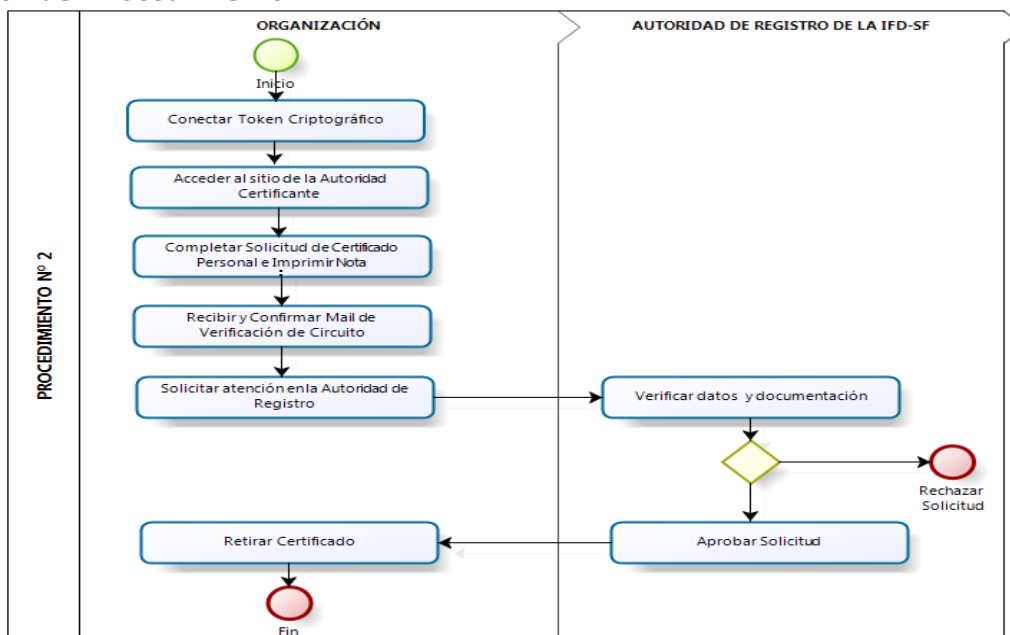 PROCEDIMIENTO Nº 2
ORGANIZACIÓN
AUTORIDAD DE REGISTRO DE LA IFD-SF
Inicio
Conectar Token Criptográfico
Acceder al sitio de la Autoridad
Certificante
Completar Solicitud de Certificado
Personal e Imprimir Nota
Recibir y Confirmar Mail de
Verificación de Circuito
Solicitar atención en la Autoridad de
Registro
Verificar datos y documentación
Rechazar
Solicitud
Aprobar Solicitud
Retirar Certificado
Fin